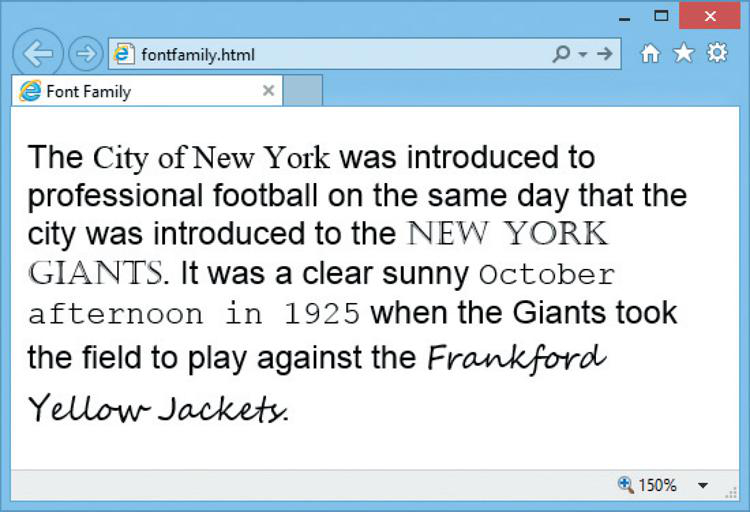 fontfamily.html
Font Family
The City of New York was introduced to
professional football on the same day that the
city was introduced to the NEW YORK
GIANTS. It was a clear sunny October
afternoon in 1925 when the Giants took
the field to play against the Frankford
Yellow Jackets.
150%